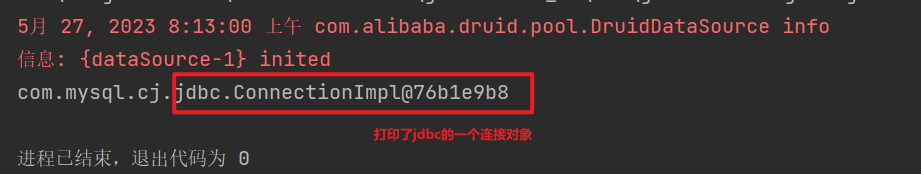 5月 27, 2023 8:13:00 上午 com.alibaba.druid.pool.DruidDataSource info
信息: {dataSource-1} inited
com.mysql.cj.jdbc.ConnectionImpl@76b1e9b8
打印了jdbc的一个连接对象
进程已结束，退出代码为 0